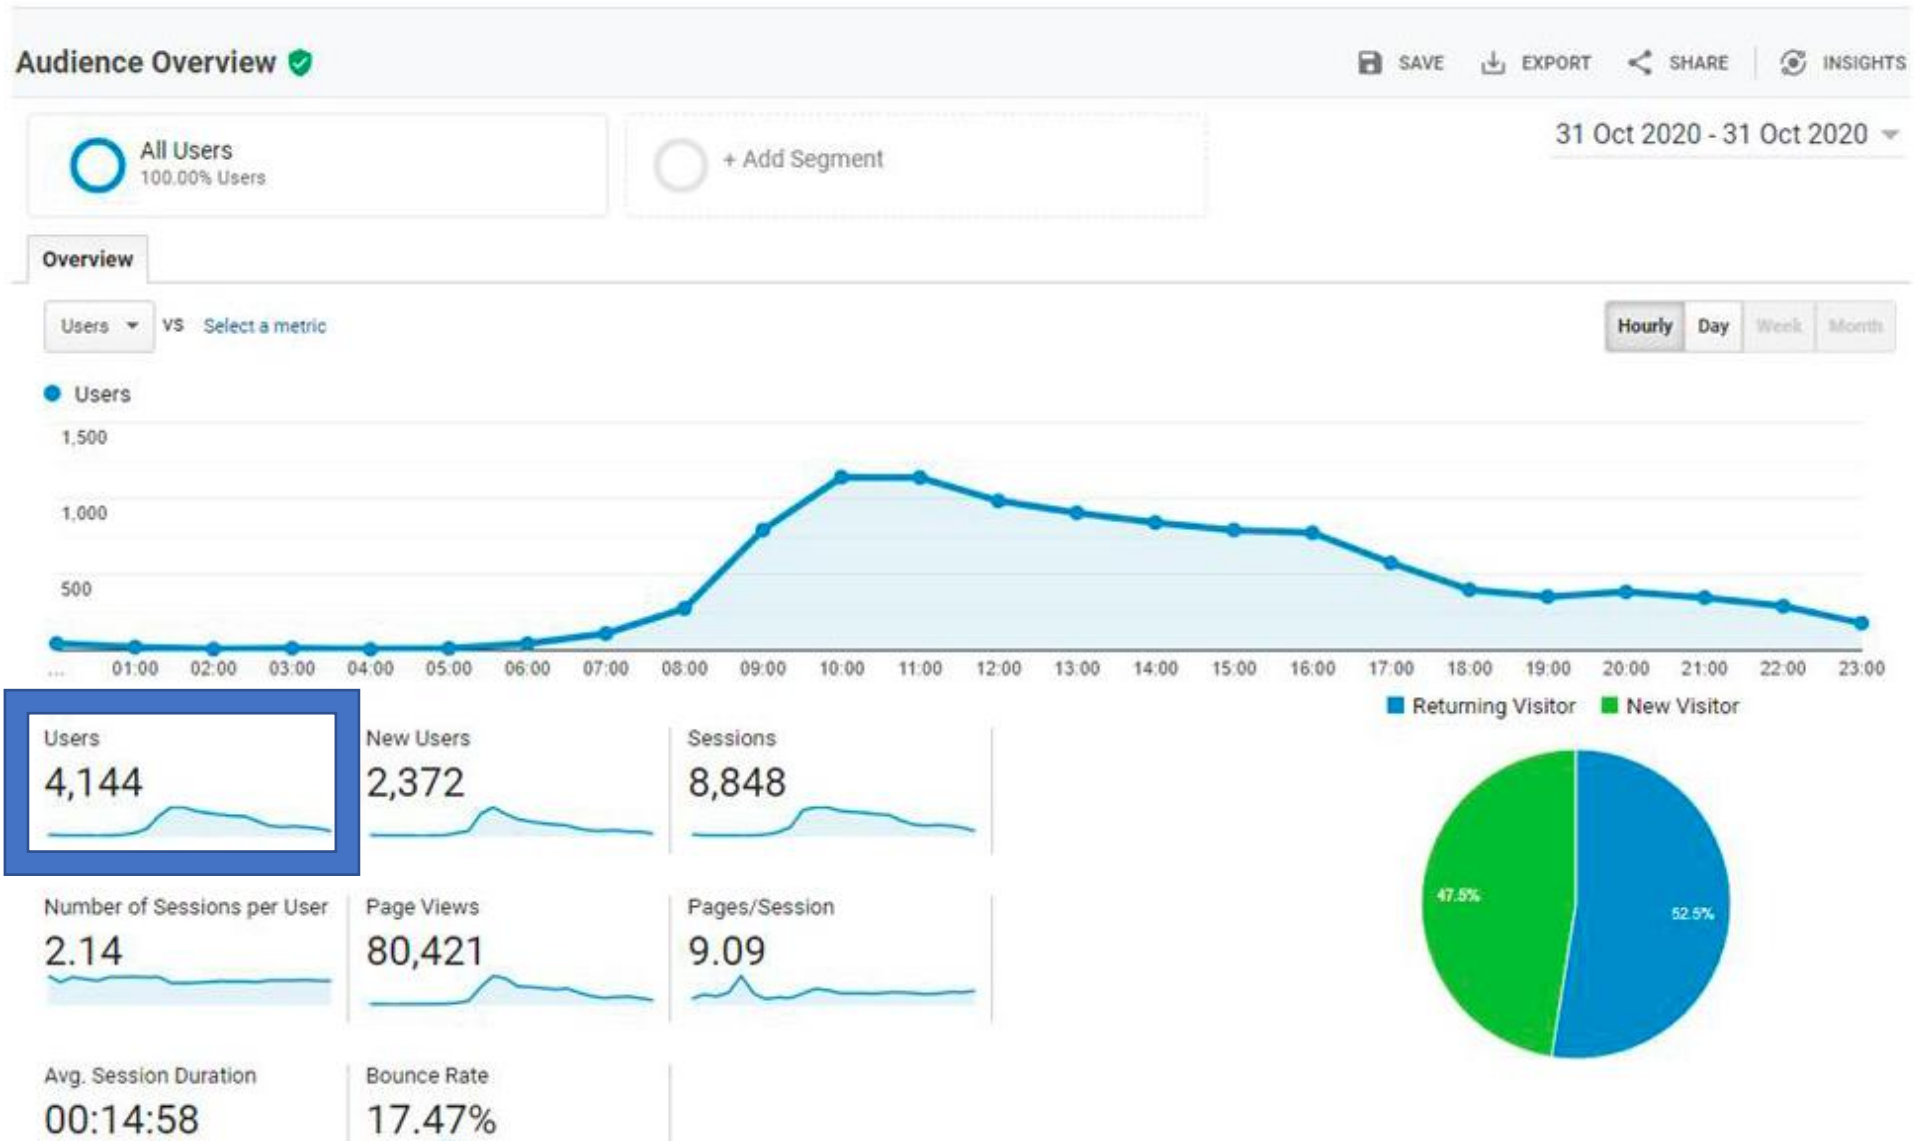 Audience Overview
SAVE EXPORT SHARE INSIGHTS
All Users
100.00% Users
+ Add Segment
31 Oct 2020 - 31 Oct 2020
Overview
Users VS Select a metric
Hourly Day Week Month
Users
1,500
1,000
500
... 01:00 02:00 03:00 04:00 05:00 06:00 07:00 08:00 09:00 10:00 11:00 12:00 13:00 14:00 15:00 16:00 17:00 18:00 19:00 20:00 21:00 22:00 23:00
Returning Visitor New Visitor
Users
4,144
New Users
2,372
Sessions
8,848
47.5%
52.5%
Number of Sessions per User
2.14
Page Views
80,421
Pages/Session
9.09
Avg. Session Duration
00:14:58
Bounce Rate
17.47%